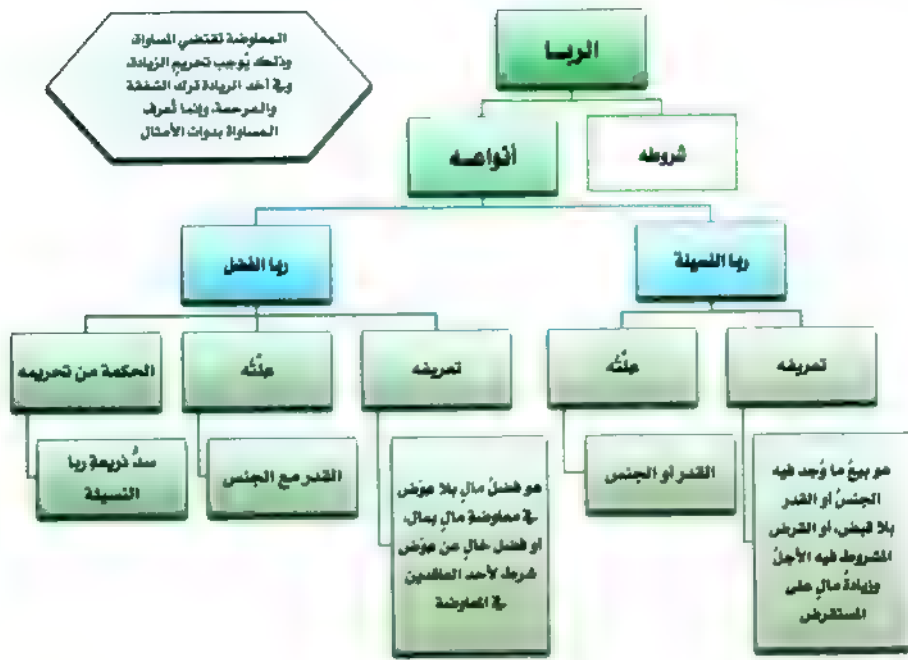 الربا
المعاوضة تقتضي المساواة،
وذلك يُوجب تحريم الزيادة،
وفي أخذ الزيادة ترك الشفقة
والمرحمة، وإنما تُعرف
المساواة بذوات الأمثال
شروطه
أنواعه
ربا النسيئة
ربا الفضل
تعريفه
علَّتُه
تعريفه
علَّتُه
الحكمة من تحريمه
هو بيعُ ما وُجد فيه
الجنسُ أو القدر
بلا قبض، أو القرض
المشروط فيه الأجلُ
وزيادةُ مالٍ على
المستقرض
القدر أو الجنس
هو فضلُ مالٍ بلا عوَض
في معاوضة مالٍ بمال،
أو فضل خالٍ عن عوَض
شرط لأحد العاقدين
في المعاوضة
القدر مع الجنس
سدُّ ذريعةِ ربا
النسيئة